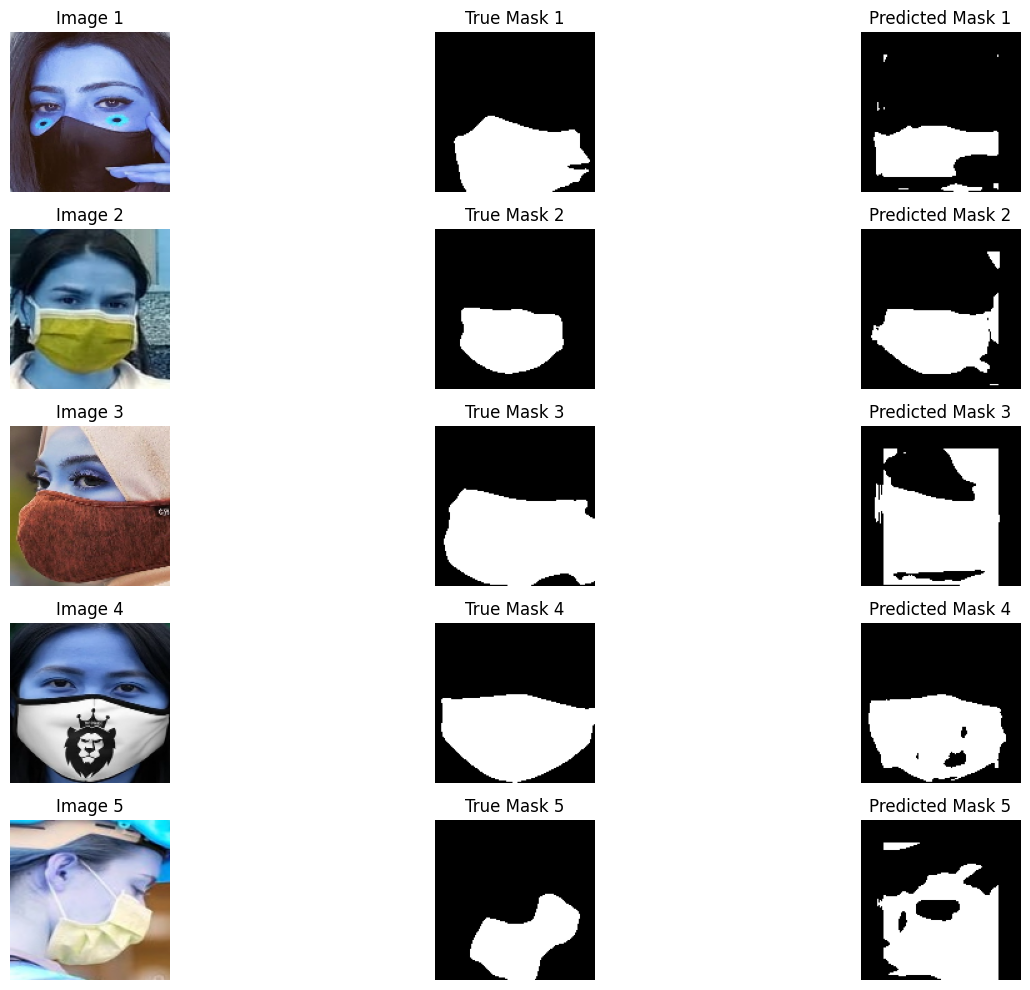 Image 1 True Mask 1 Predicted Mask 1
Image 2 True Mask 2 Predicted Mask 2
Image 3 True Mask 3 Predicted Mask 3
Image 4 True Mask 4 Predicted Mask 4
Image 5 True Mask 5 Predicted Mask 5